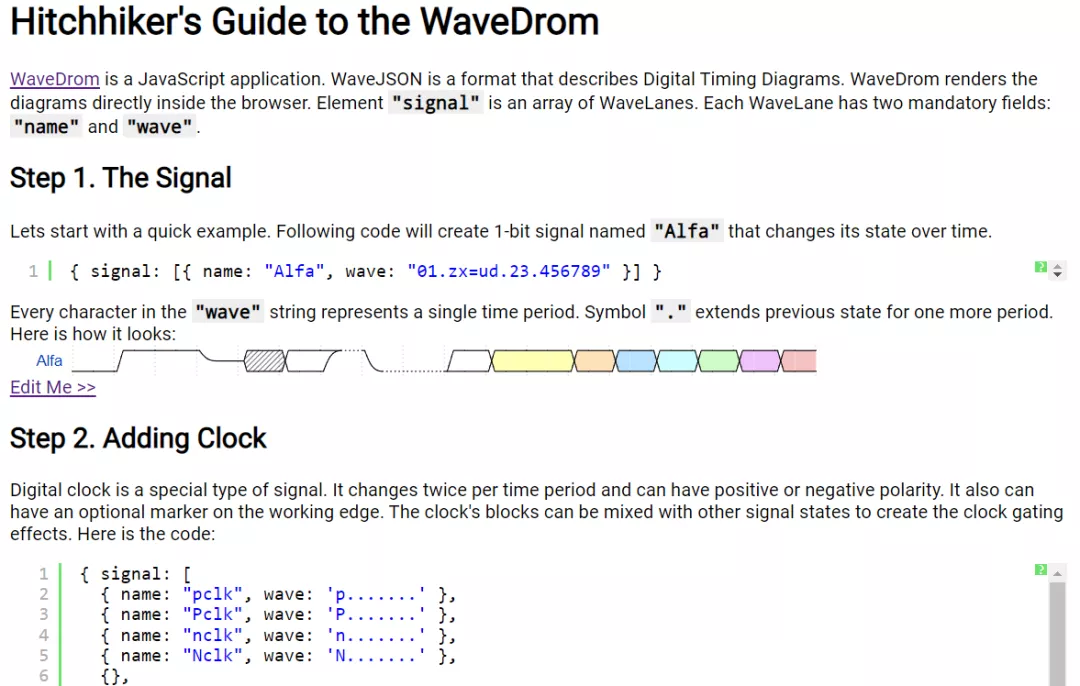 Hitchhiker's Guide to the WaveDrom
WaveDrom is a JavaScript application. WaveJSON is a format that describes Digital Timing Diagrams. WaveDrom renders the
diagrams directly inside the browser. Element "signal" is an array of WaveLanes. Each WaveLane has two mandatory fields:
"name" and "wave".
Step 1. The Signal
Lets start with a quick example. Following code will create 1-bit signal named "Alfa" that changes its state over time.
1 { signal: [{ name: "Alfa", wave: "01.zx=ud.23.456789" }] }
?
Every character in the "wave" string represents a single time period. Symbol "." extends previous state for one more period.
Here is how it looks:
Alfa
Edit Me >>
Step 2. Adding Clock
Digital clock is a special type of signal. It changes twice per time period and can have positive or negative polarity. It also can
have an optional marker on the working edge. The clock's blocks can be mixed with other signal states to create the clock gating
effects. Here is the code:
1 { signal: [
?
2 { name: "pclk", wave: 'p.......' },
3 { name: "Pclk", wave: 'P.......' },
4 { name: "nclk", wave: 'n.......' },
5 { name: "Nclk", wave: 'N.......' },
6 {},